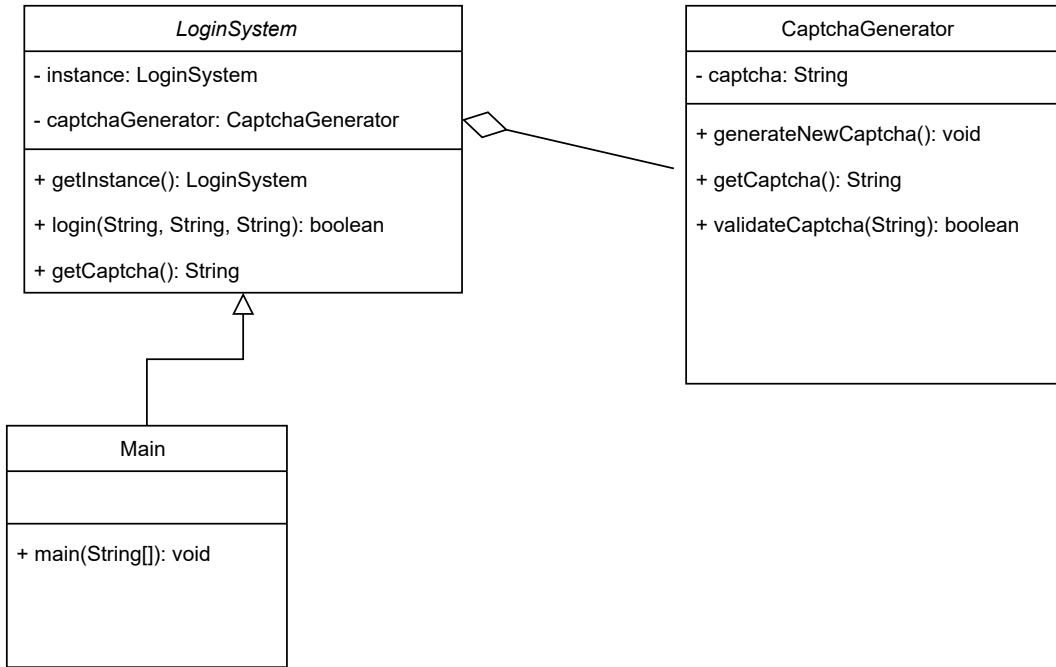 LoginSystem
- instance: LoginSystem
- captchaGenerator: CaptchaGenerator
+ getInstance(): LoginSystem
+ login(String, String, String): boolean
+ getCaptcha(): String
CaptchaGenerator
- captcha: String
+ generateNewCaptcha(): void
+ getCaptcha(): String
+ validateCaptcha(String): boolean
Main
+ main(String[]): void